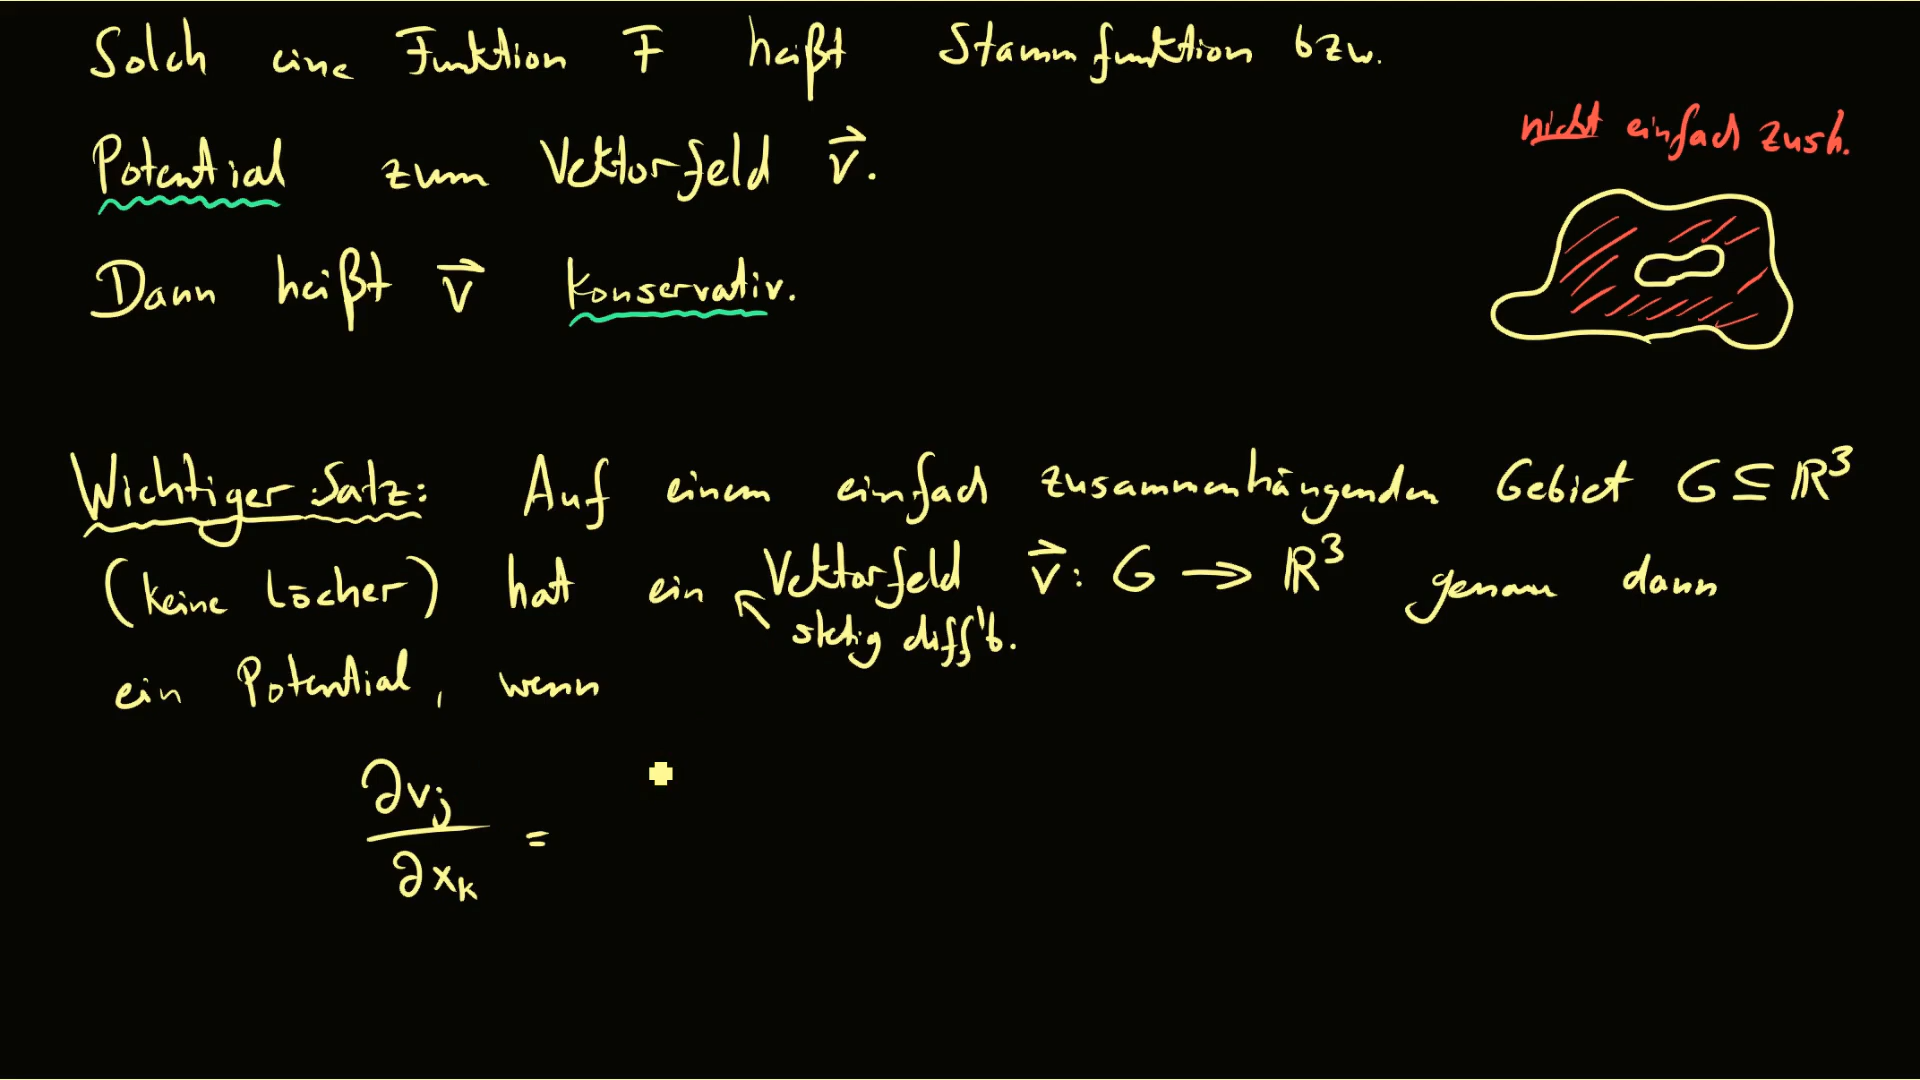 Solch eine Funktion F heißt Stammfunktion bzw.
Potential zum Vektorfeld v⃗.
Dann heißt v⃗ konservativ.
nicht einfach zush.
Wichtiger Satz: Auf einem einfach zusammenhängenden Gebiet G ⊆ ℝ³
(keine Löcher) hat ein Vektorfeld v⃗: G → ℝ³ genau dann
stetig diff'b.
ein Potential, wenn
∂vⱼ/∂xₖ =